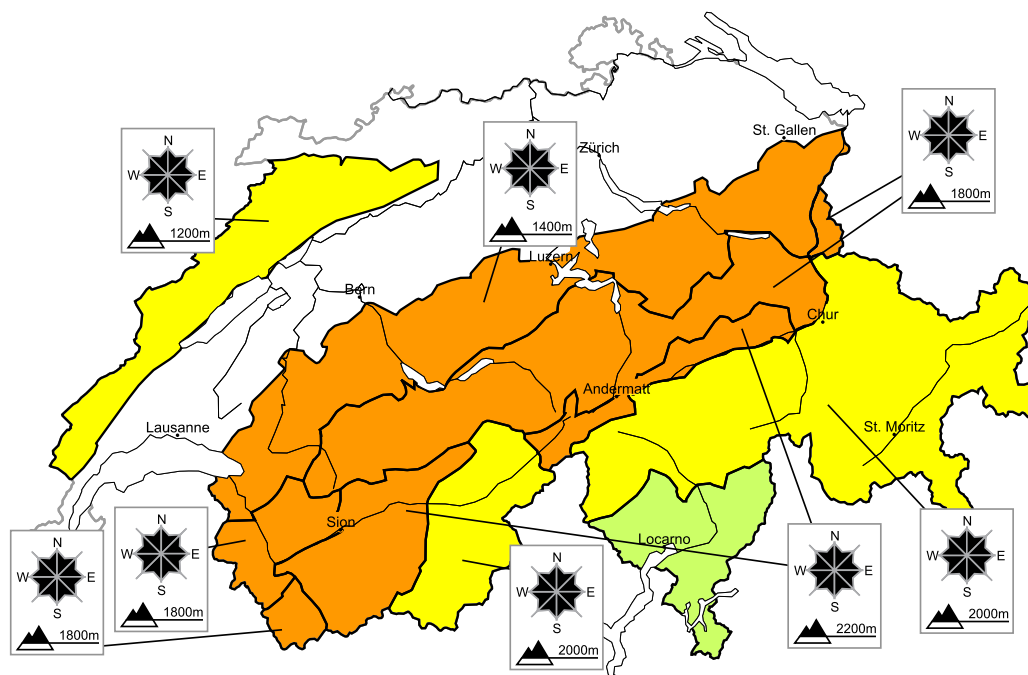 St. Gallen
Zürich
N
W E
S
1800m
N
W E
S
1200m
N
W E
S
1400m
Luzern
Bern
Chur
Andermatt
Lausanne
St. Moritz
Sion
Locarno
N
W E
S
1800m
N
W E
S
1800m
N
W E
S
2000m
N
W E
S
2200m
N
W E
S
2000m